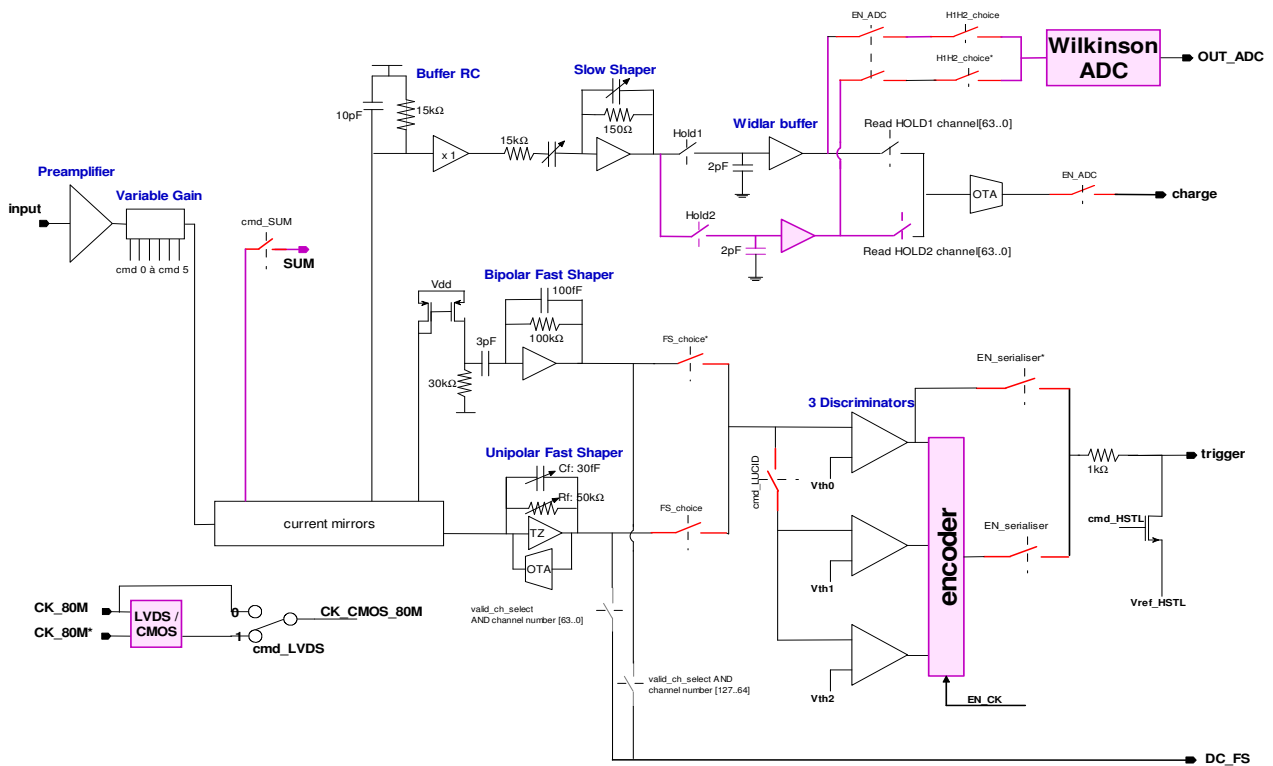 EN_ADC
H1H2_choice
Wilkinson
ADC
OUT_ADC
H1H2_choice*
Buffer RC
10pF
15kΩ
x 1
15kΩ
Slow Shaper
150Ω
Hold1
2pF
Widlar buffer
Read HOLD1 channel[63..0]
OTA
EN_ADC
charge
Hold2
2pF
Read HOLD2 channel[63..0]
Preamplifier
input
Variable Gain
cmd 0 à cmd 5
cmd_SUM
SUM
Bipolar Fast Shaper
Vdd
100fF
100kΩ
3pF
30kΩ
FS_choice*
EN_serialiser*
3 Discriminators
Unipolar Fast Shaper
Cf: 30fF
Rf: 50kΩ
TZ
OTA
FS_choice
cmd_LUCID
Vth0
Vth1
Vth2
encoder
EN_serialiser
EN_CK
1kΩ
trigger
cmd_HSTL
Vref_HSTL
current mirrors
CK_80M
CK_80M*
LVDS /
CMOS
0
1
cmd_LVDS
CK_CMOS_80M
valid_ch_select
AND channel number [63..0]
valid_ch_select AND
channel number [127..64]
DC_FS